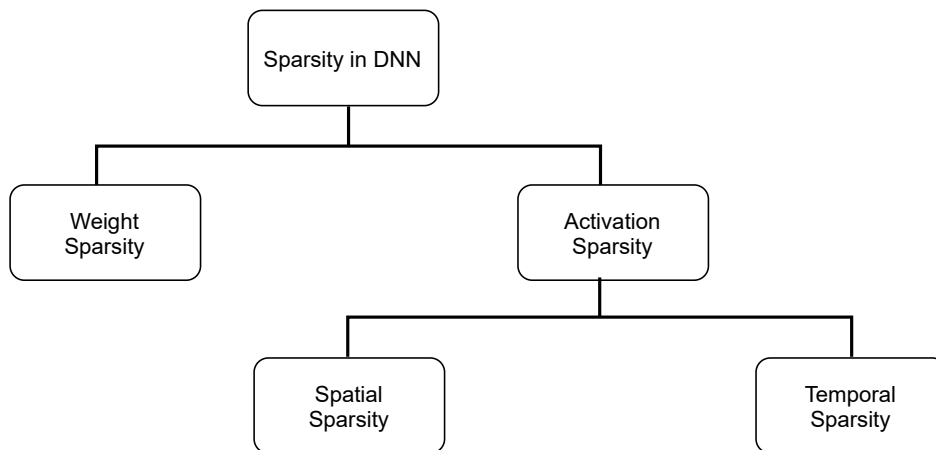 Sparsity in DNN
Weight
Sparsity
Activation
Sparsity
Spatial
Sparsity
Temporal
Sparsity